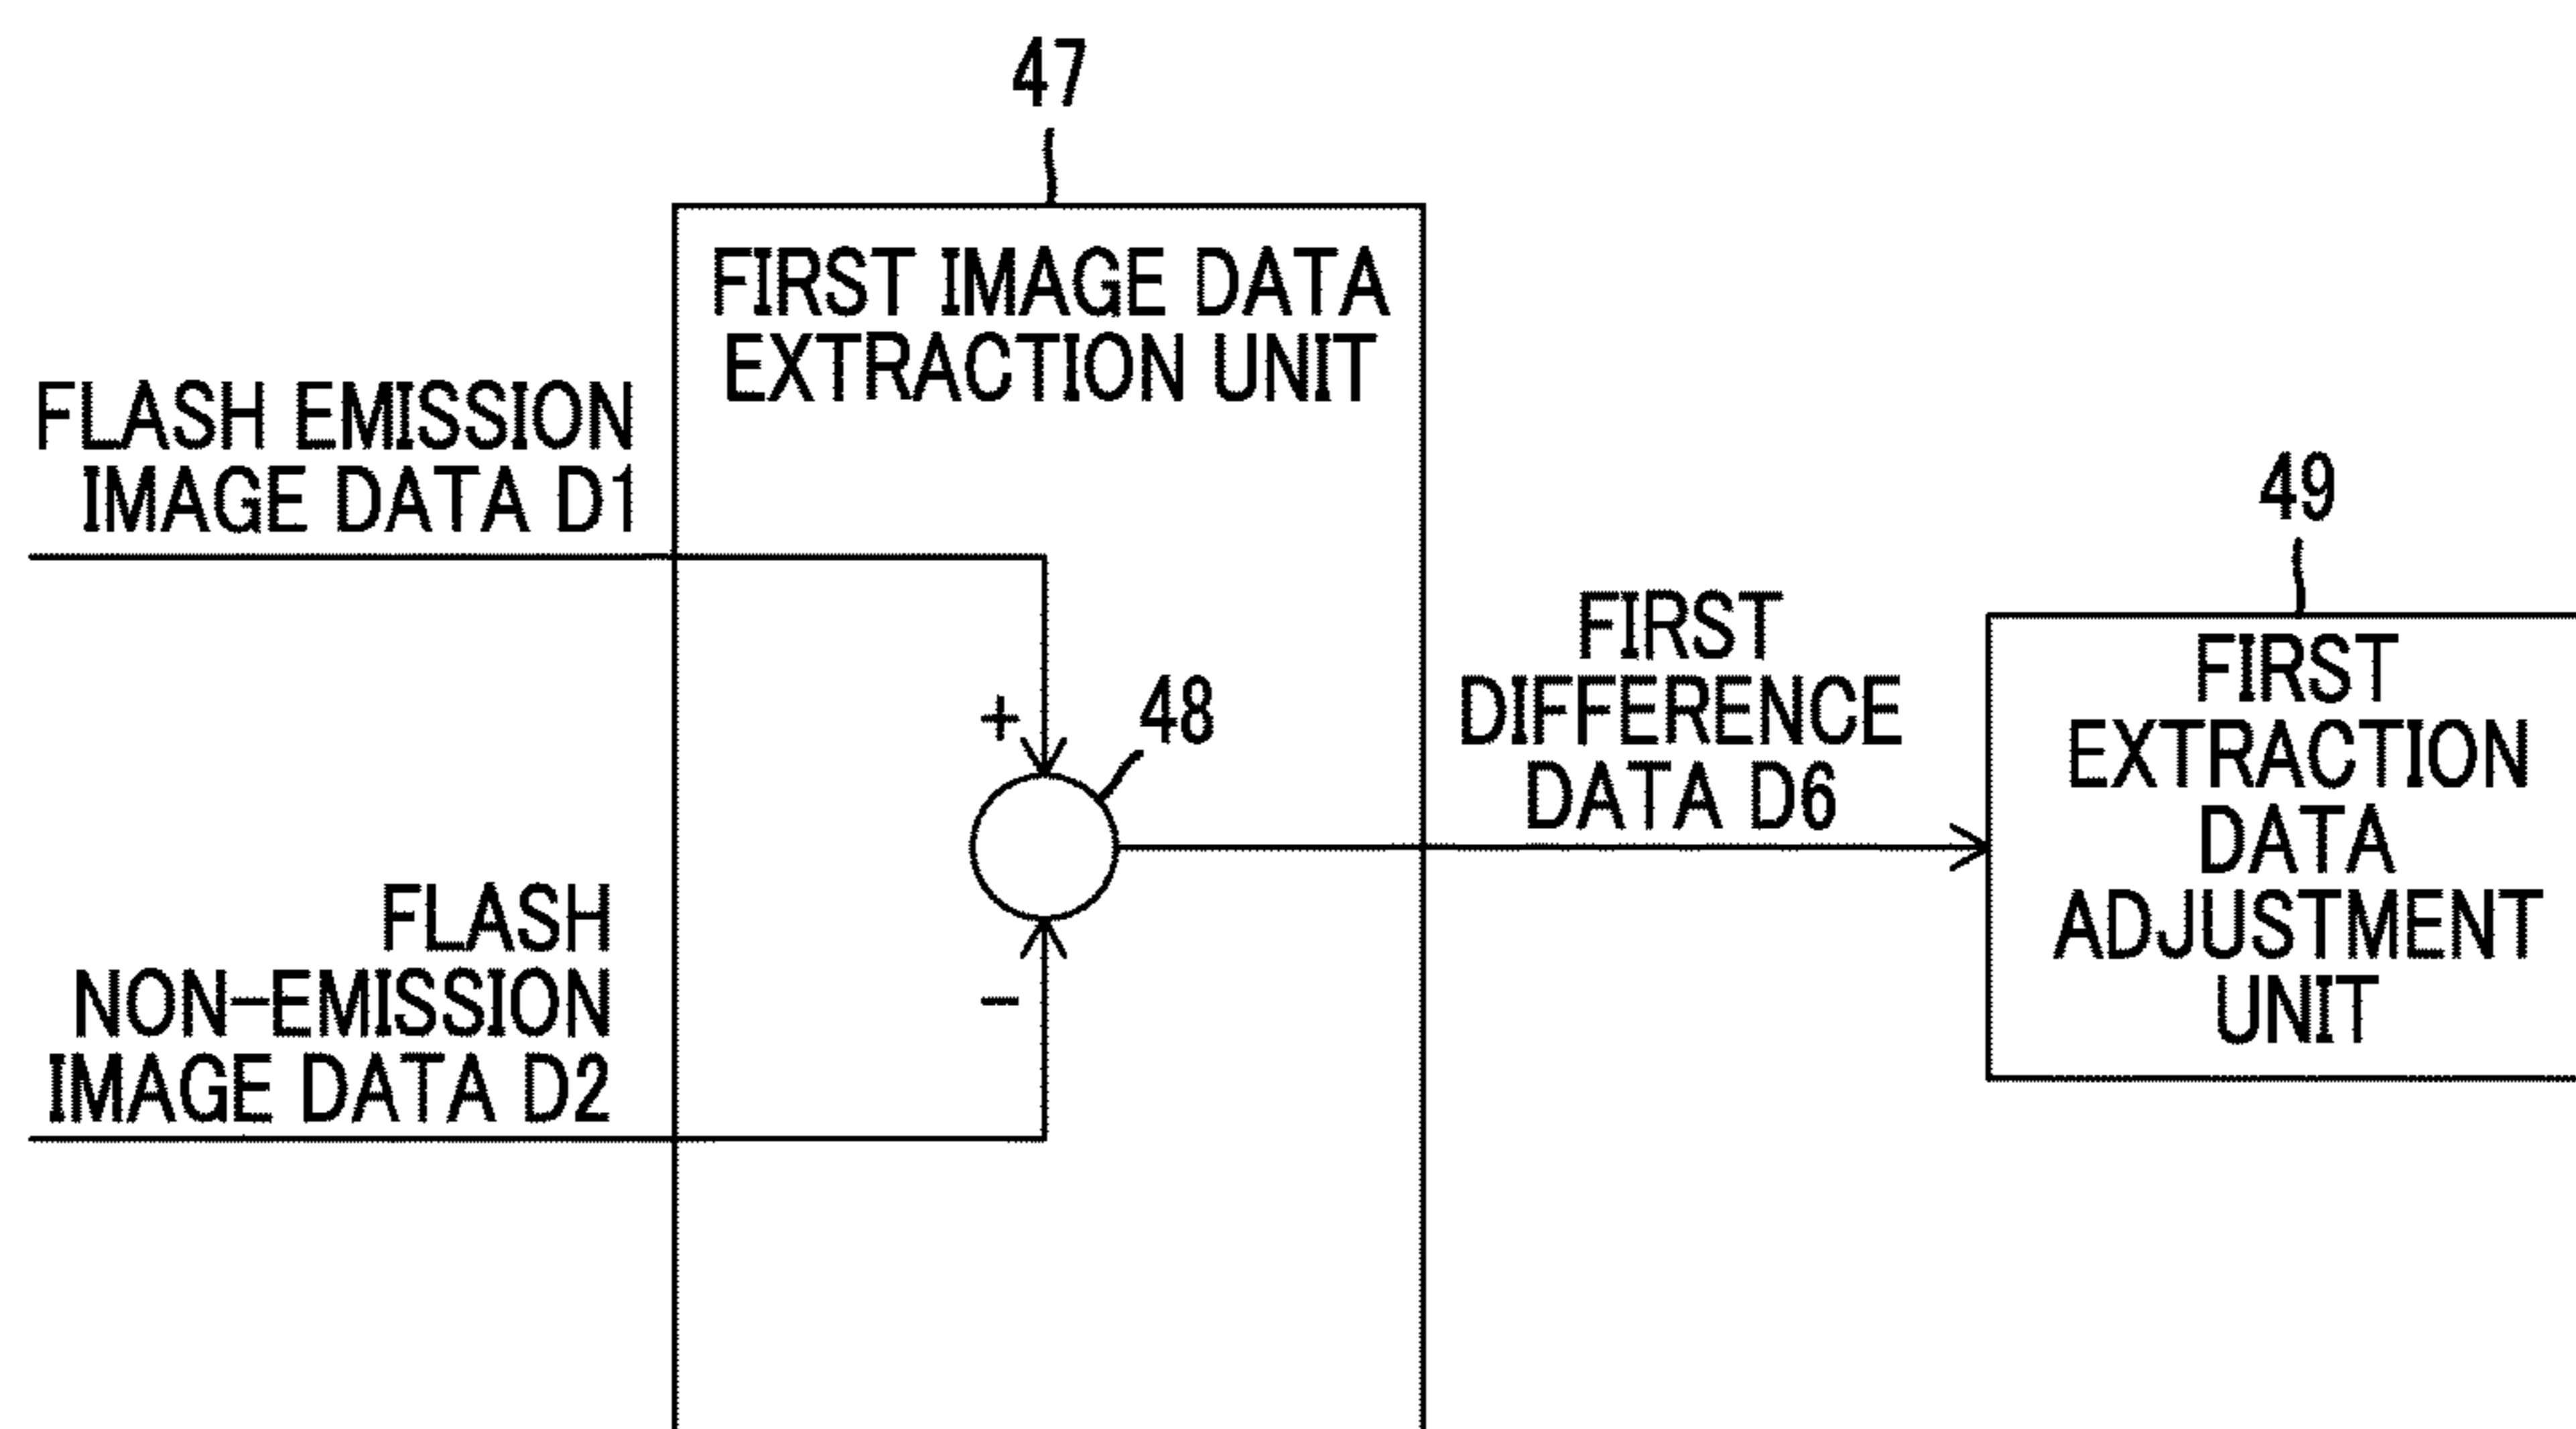 47
FIRST IMAGE DATA
EXTRACTION UNIT
FLASH EMISSION
IMAGE DATA D1
+
48
FLASH
NON-EMISSION
IMAGE DATA D2
-
FIRST
DIFFERENCE
DATA D6
49
FIRST
EXTRACTION
DATA
ADJUSTMENT
UNIT